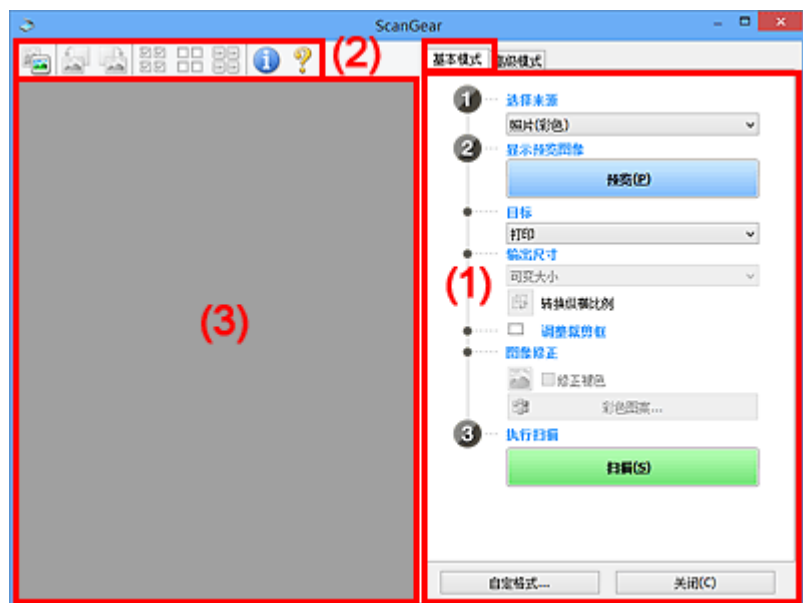 ScanGear
(2)
基本模式 高级模式
1 选择来源
照片(彩色)
2 显示预览图像
预览(P)
目标
打印
输出尺寸
可变大小
(1)
转换纵横比例
(3)
调整裁剪框
图像修正
修正褪色
彩色图案...
3 执行扫描
扫描(S)
自定格式... 关闭(C)